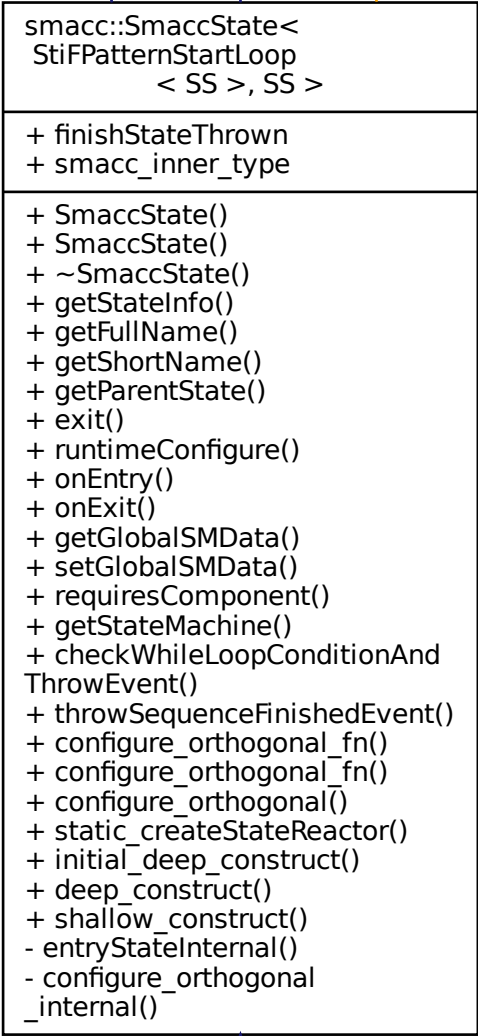 smacc::SmaccState<
StiFPatternStartLoop
< SS >, SS >
+ finishStateThrown
+ smacc_inner_type
+ SmaccState()
+ SmaccState()
+ ~SmaccState()
+ getStateInfo()
+ getFullName()
+ getShortName()
+ getParentState()
+ exit()
+ runtimeConfigure()
+ onEntry()
+ onExit()
+ getGlobalSMData()
+ setGlobalSMData()
+ requiresComponent()
+ getStateMachine()
+ checkWhileLoopConditionAnd
ThrowEvent()
+ throwSequenceFinishedEvent()
+ configure_orthogonal_fn()
+ configure_orthogonal_fn()
+ configure_orthogonal()
+ static_createStateReactor()
+ initial_deep_construct()
+ deep_construct()
+ shallow_construct()
- entryStateInternal()
- configure_orthogonal
_internal()